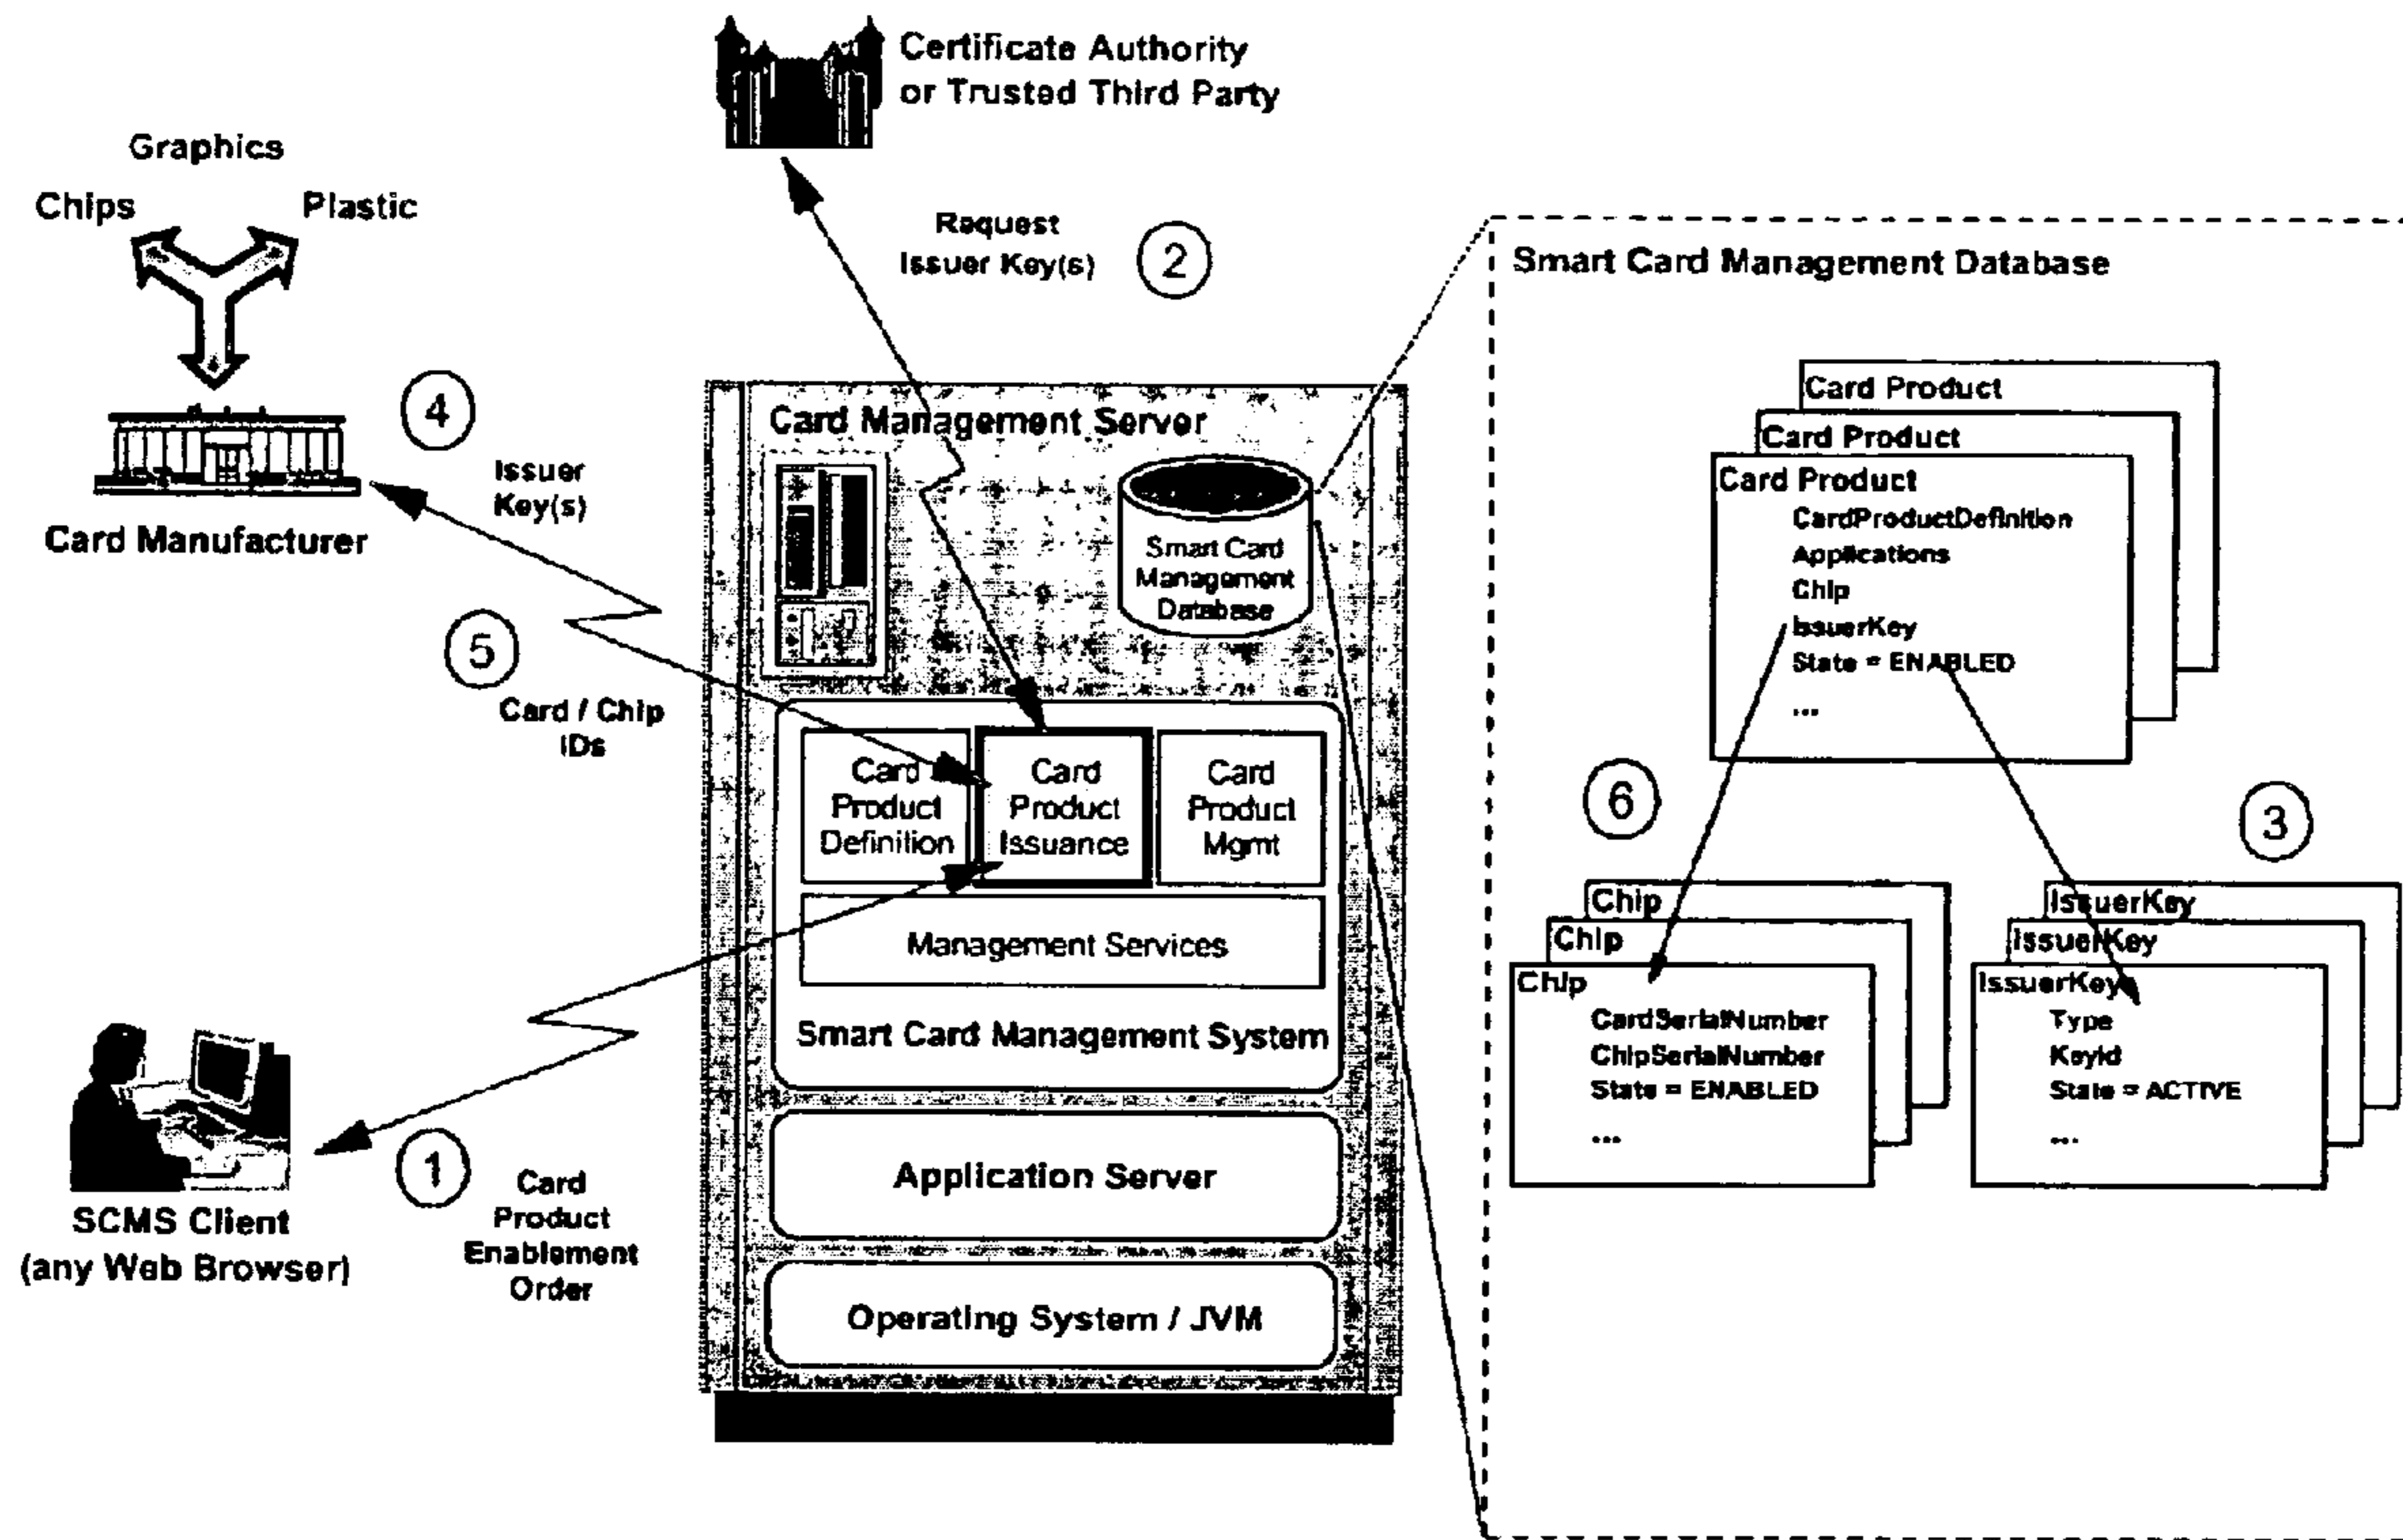 Certificate Authority
or Trusted Third Party
Graphics
Chips
Plastic
Request
Issuer Key(s)
2
4
Issuer
Key(s)
Card Manufacturer
5
Card / Chip
IDs
SCMS Client
(any Web Browser)
1
Card
Product
Enablement
Order
Card Management Server
Smart Card
Management
Database
Card
Product
Definition
Card
Product
Issuance
Card
Product
Mgmt
Management Services
Smart Card Management System
Application Server
Operating System / JVM
Smart Card Management Database
Card Product
Card Product
Card Product
CardProductDefinition
Applications
Chip
IssuerKey
State = ENABLED
...
6
3
Chip
Chip
Chip
CardSerialNumber
ChipSerialNumber
State = ENABLED
...
IssuerKey
IssuerKey
IssuerKey
Type
KeyId
State = ACTIVE
...